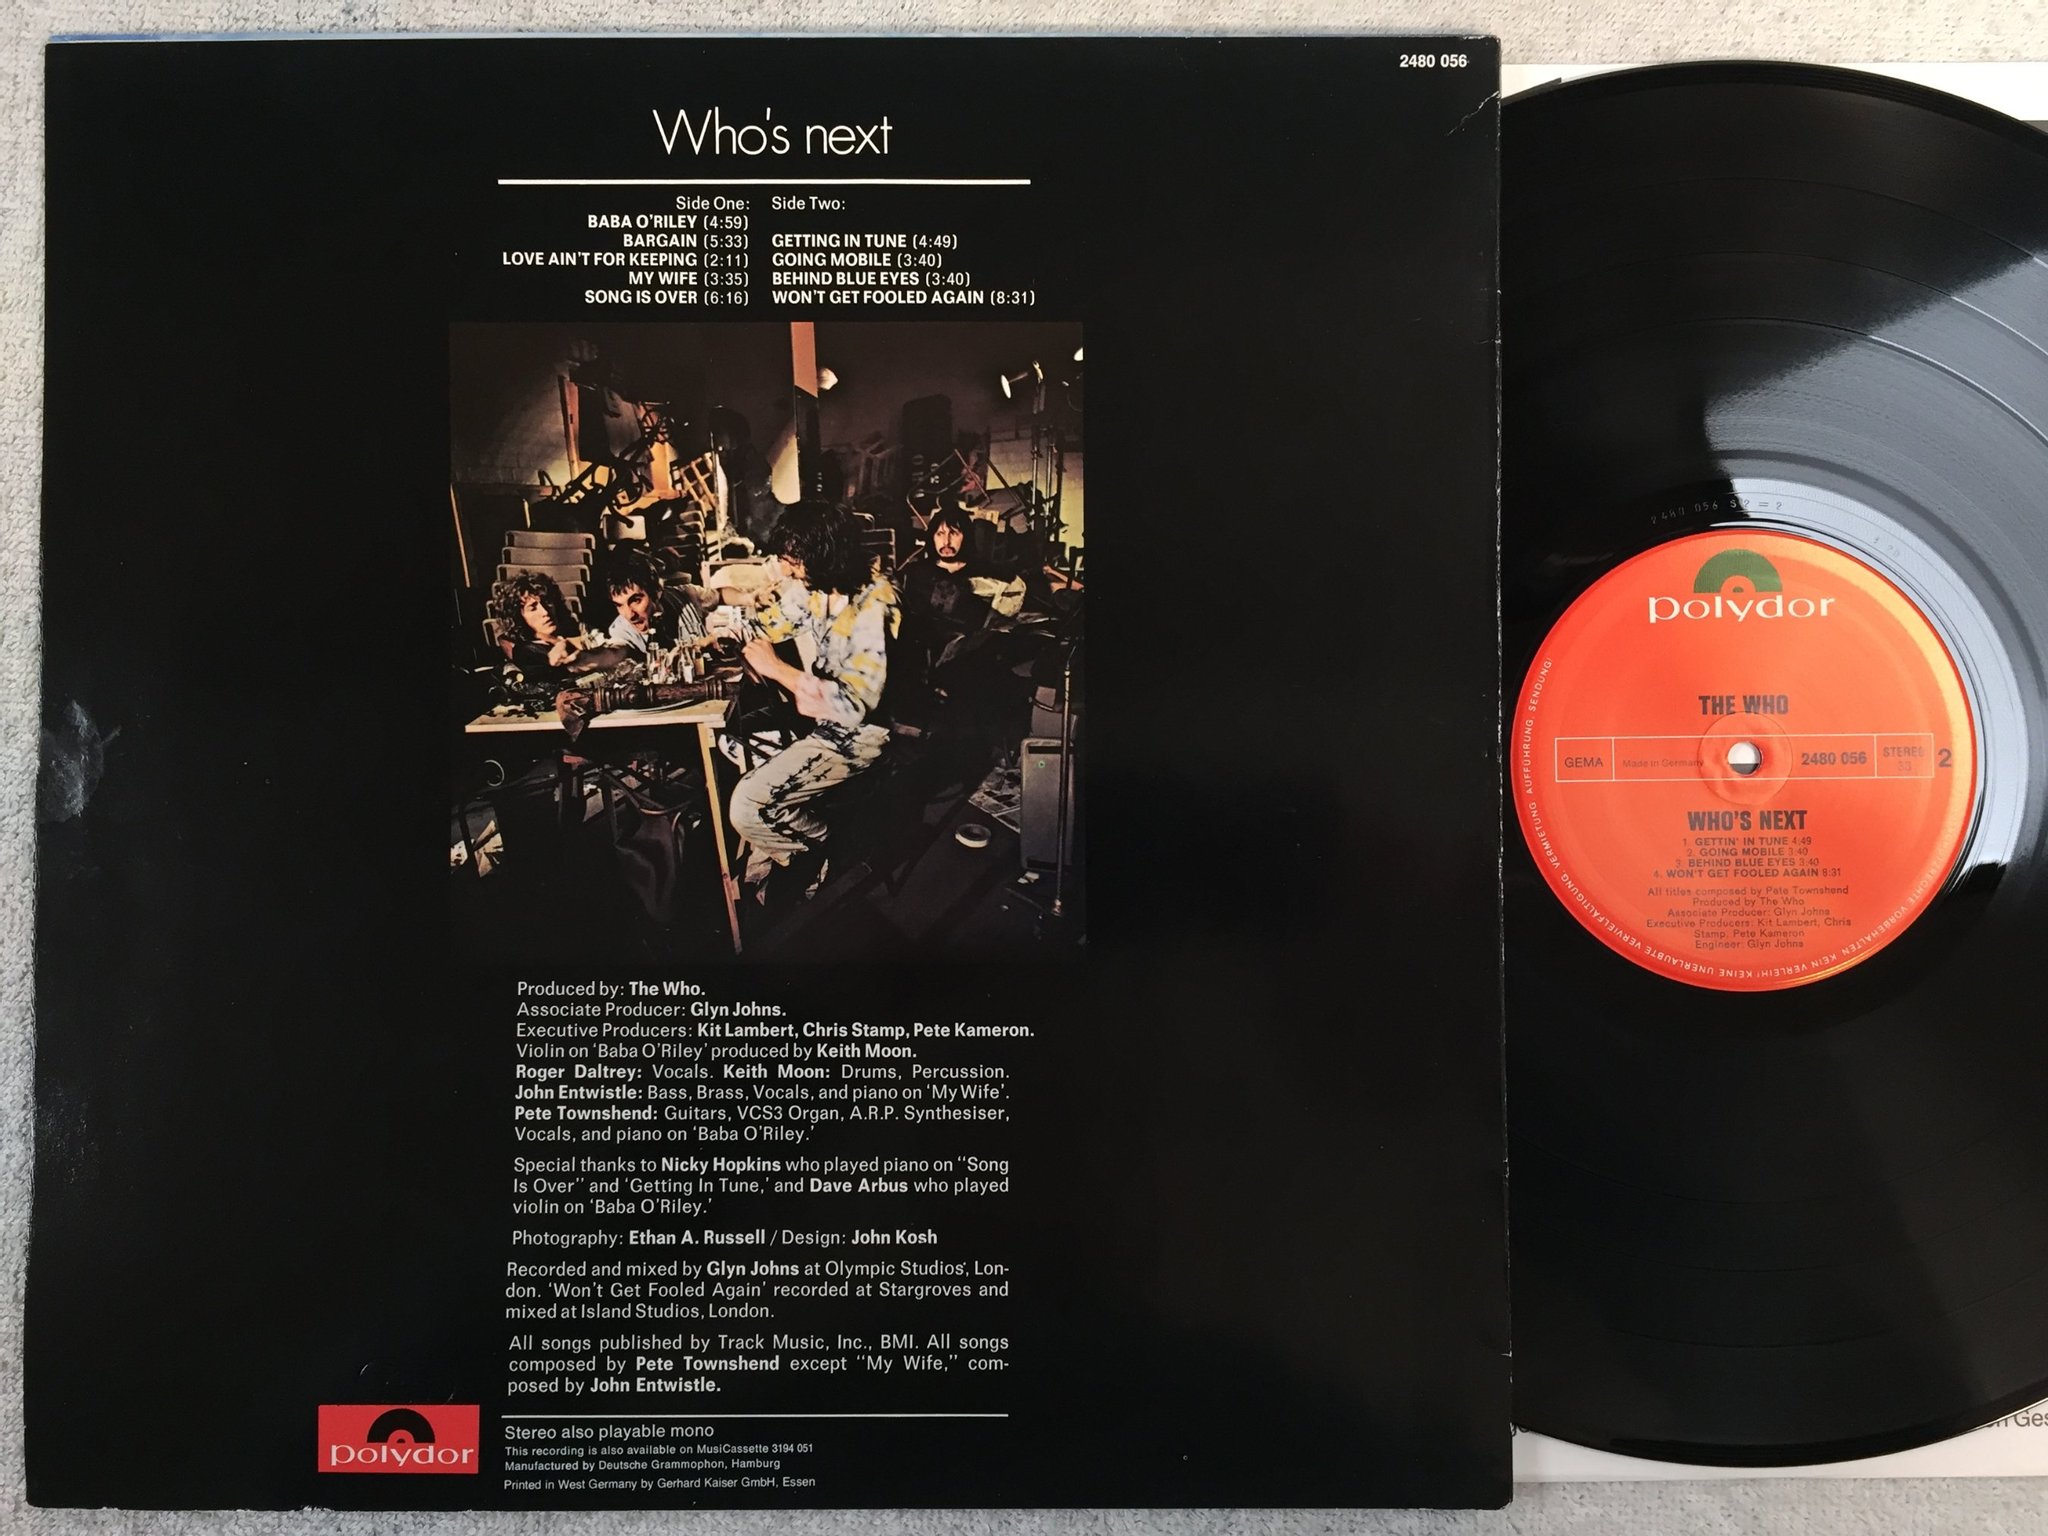 2480 056
Who's next
Side One:
BABA O'RILEY (4:59)
BARGAIN (5:33)
LOVE AIN'T FOR KEEPING (2:11)
MY WIFE (3:35)
SONG IS OVER (6:16)
Side Two:
GETTING IN TUNE (4:49)
GOING MOBILE (3:40)
BEHIND BLUE EYES (3:40)
WON'T GET FOOLED AGAIN (8:31)
Produced by: The Who.
Associate Producer: Glyn Johns.
Executive Producers: Kit Lambert, Chris Stamp, Pete Kameron.
Violin on 'Baba O'Riley' produced by Keith Moon.
Roger Daltrey: Vocals. Keith Moon: Drums, Percussion.
John Entwistle: Bass, Brass, Vocals, and piano on 'My Wife'.
Pete Townshend: Guitars, VCS3 Organ, A.R.P. Synthesiser,
Vocals, and piano on 'Baba O'Riley.'
Special thanks to Nicky Hopkins who played piano on "Song
Is Over" and 'Getting In Tune,' and Dave Arbus who played
violin on 'Baba O'Riley.'
Photography: Ethan A. Russell / Design: John Kosh
Recorded and mixed by Glyn Johns at Olympic Studios, Lon-
don. 'Won't Get Fooled Again' recorded at Stargroves and
mixed at Island Studios, London.
All songs published by Track Music, Inc., BMI. All songs
composed by Pete Townshend except "My Wife," com-
posed by John Entwistle.
polydor
Stereo also playable mono
This recording is also available on MusiCassette 3194 051
Manufactured by Deutsche Grammophon, Hamburg
Printed in West Germany by Gerhard Kaiser GmbH, Essen
2480 056 S 2 = 2
polydor
THE WHO
GEMA
Made in Germany
2480 056
STEREO
33
2
WHO'S NEXT
1. GETTIN' IN TUNE 4:49
2. GOING MOBILE 3:40
3. BEHIND BLUE EYES 3:40
4. WON'T GET FOOLED AGAIN 8:31
All titles composed by Pete Townshend
Produced by The Who
Associate Producer: Glyn Johns
Executive Producers: Kit Lambert, Chris
Stamp, Pete Kameron
Engineer: Glyn Johns
VORBEHALTEN. KEIN VERLEIH! KEINE UNERLAUBTE VERVIELFÄLTIGUNG, VERMIETUNG, AUFFÜHRUNG, SENDUNG!